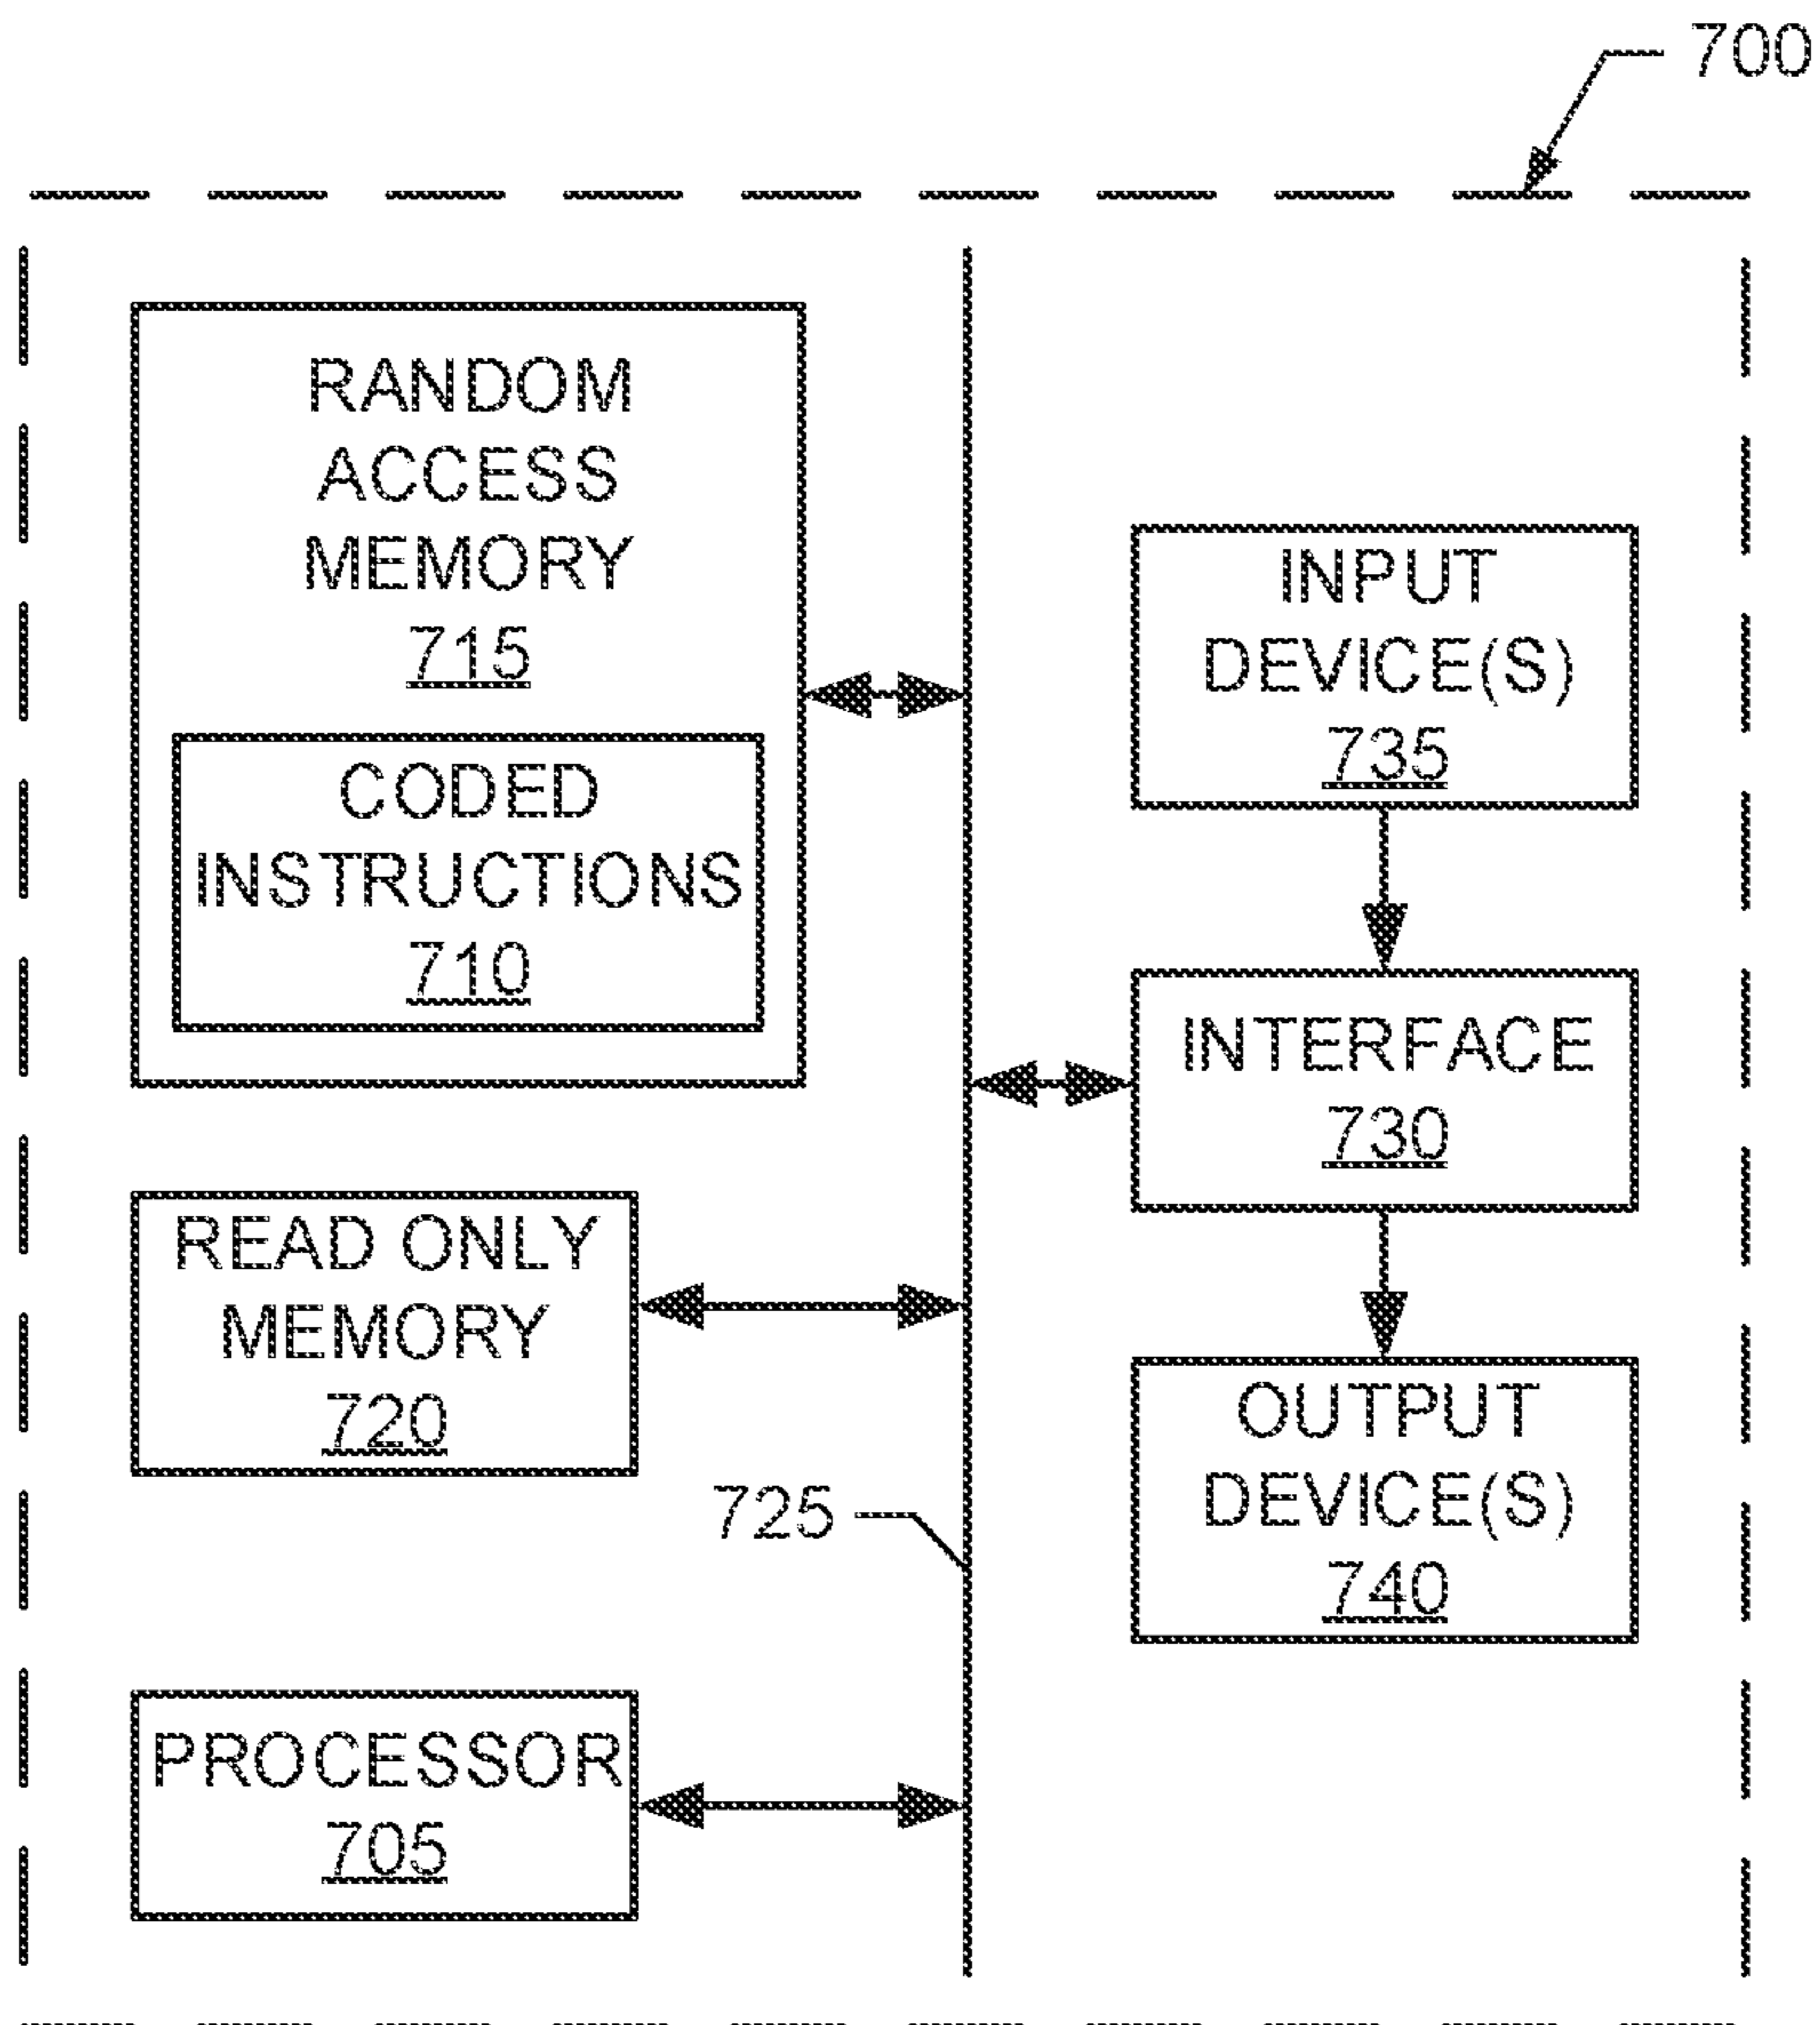 700
RANDOM
ACCESS
MEMORY
715
CODED
INSTRUCTIONS
710
INPUT
DEVICE(S)
735
INTERFACE
730
READ ONLY
MEMORY
720
OUTPUT
DEVICE(S)
740
725
PROCESSOR
705